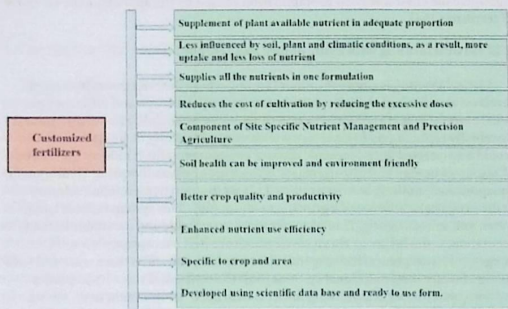 Supplement of plant available nutrient in adequate proportion
Less influenced by soil, plant and climatic conditions, as a result, more
uptake and less loss of nutrient
Supplies all the nutrients in one formulation
Reduces the cost of cultivation by reducing the excessive doses
Component of Site Specific Nutrient Management and Precision
Agriculture
Customized
fertilizers
Soil health can be improved and environment friendly
Better crop quality and productivity
Enhanced nutrient use efficiency
Specific to crop and area
Developed using scientific data base and ready to use form.